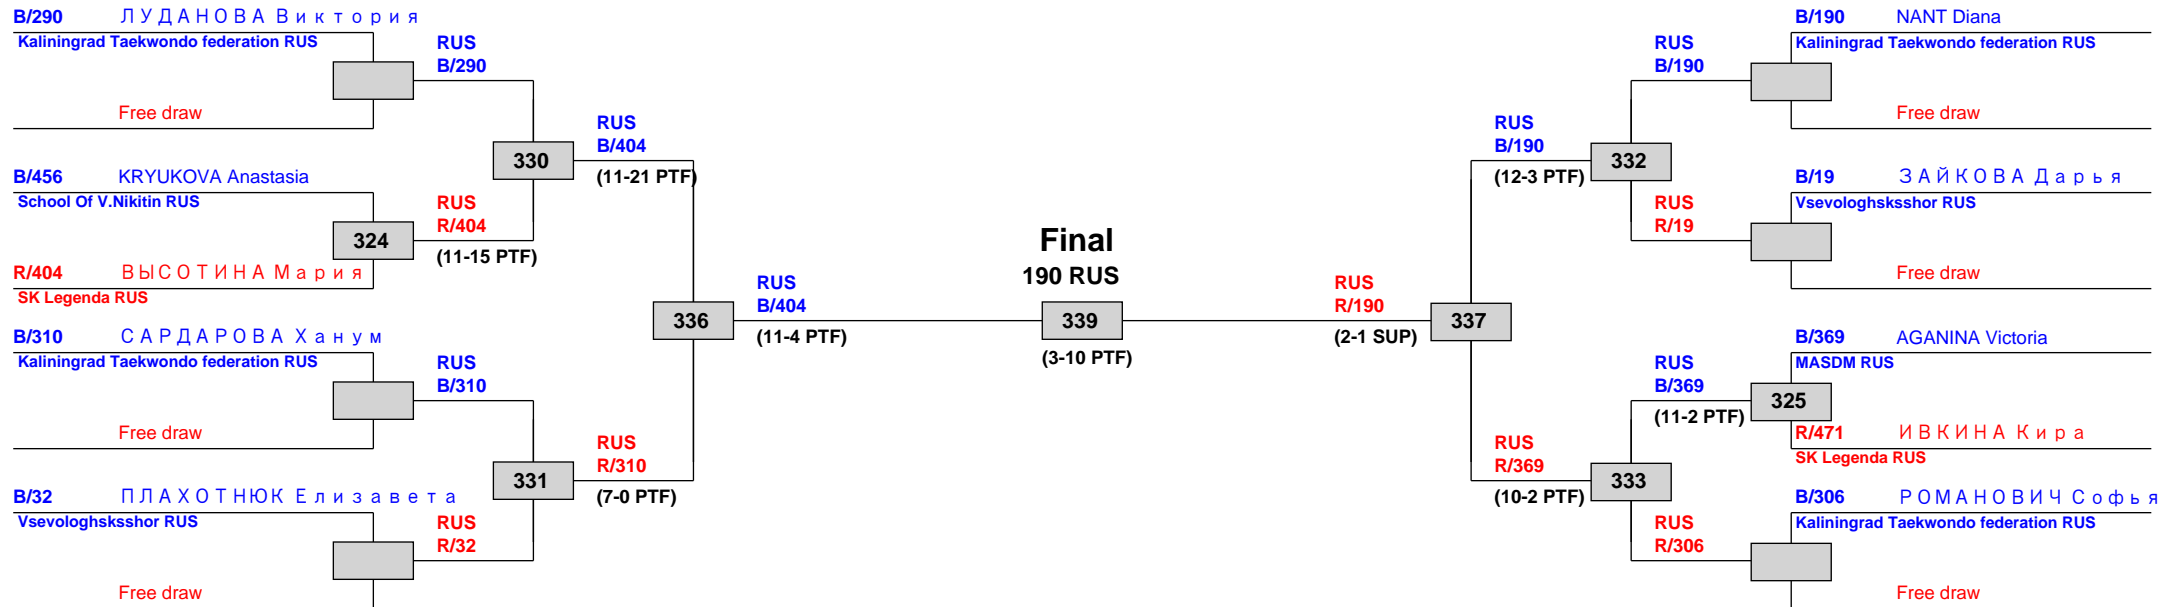 B/290 ЛУДАНОВА Виктория
Kaliningrad Taekwondo federation RUS
RUS
B/290
Free draw
RUS
B/404
330
(11-21 PTF)
B/456 KRYUKOVA Anastasia
School Of V.Nikitin RUS
RUS
R/404
324
(11-15 PTF)
R/404 ВЫСОТИНА Мария
SK Legenda RUS
RUS
B/404
336
(11-4 PTF)
B/310 САРДАРОВА Ханум
Kaliningrad Taekwondo federation RUS
RUS
B/310
Free draw
RUS
R/310
331
(7-0 PTF)
B/32 ПЛАХОТНЮК Елизавета
Vsevologhsksshor RUS
RUS
R/32
Free draw
Final
190 RUS
339
(3-10 PTF)
RUS
R/190
337
(2-1 SUP)
B/190 NANT Diana
Kaliningrad Taekwondo federation RUS
RUS
B/190
Free draw
RUS
B/190
332
(12-3 PTF)
B/19 ЗАЙКОВА Дарья
Vsevologhsksshor RUS
RUS
R/19
Free draw
B/369 AGANINA Victoria
MASDM RUS
RUS
B/369
325
(11-2 PTF)
R/471 ИВКИНА Кира
SK Legenda RUS
RUS
R/369
333
(10-2 PTF)
B/306 РОМАНОВИЧ Софья
Kaliningrad Taekwondo federation RUS
RUS
R/306
Free draw